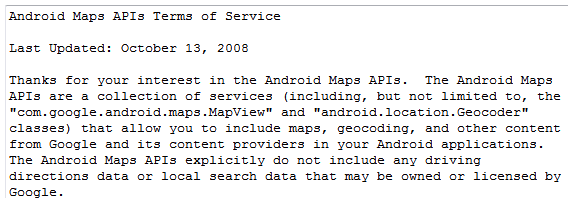 Android Maps APIs Terms of Service
Last Updated: October 13, 2008
Thanks for your interest in the Android Maps APIs.  The Android Maps
APIs are a collection of services (including, but not limited to, the
"com.google.android.maps.MapView" and "android.location.Geocoder"
classes) that allow you to include maps, geocoding, and other content
from Google and its content providers in your Android applications.
The Android Maps APIs explicitly do not include any driving
directions data or local search data that may be owned or licensed by
Google.